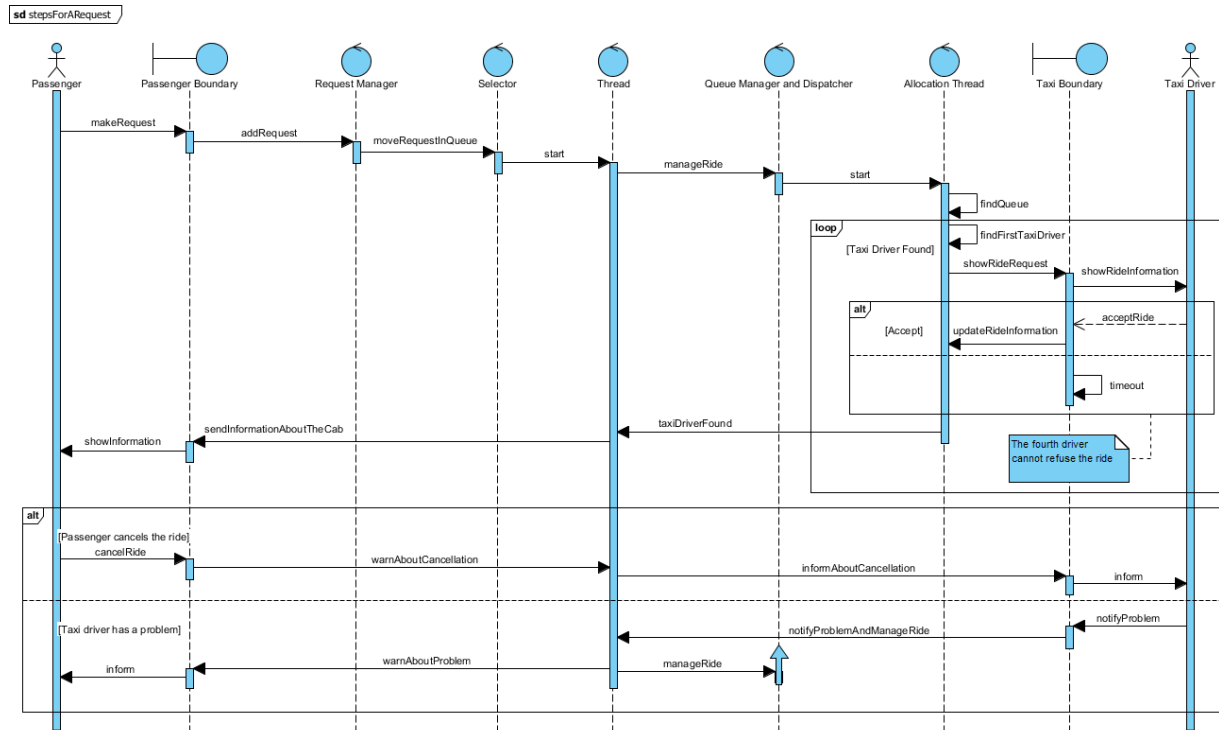 sd stepsForARequest
Passenger
Passenger Boundary
Request Manager
Selector
Thread
Queue Manager and Dispatcher
Allocation Thread
Taxi Boundary
Taxi Driver
makeRequest
addRequest
moveRequestInQueue
start
manageRide
start
findQueue
loop
findFirstTaxiDriver
[Taxi Driver Found]
showRideRequest
showRideInformation
alt
acceptRide
[Accept]
updateRideInformation
timeout
taxiDriverFound
sendInformationAboutTheCab
showInformation
The fourth driver
cannot refuse the ride
alt
[Passenger cancels the ride]
cancelRide
warnAboutCancellation
informAboutCancellation
inform
[Taxi driver has a problem]
notifyProblem
notifyProblemAndManageRide
warnAboutProblem
manageRide
inform